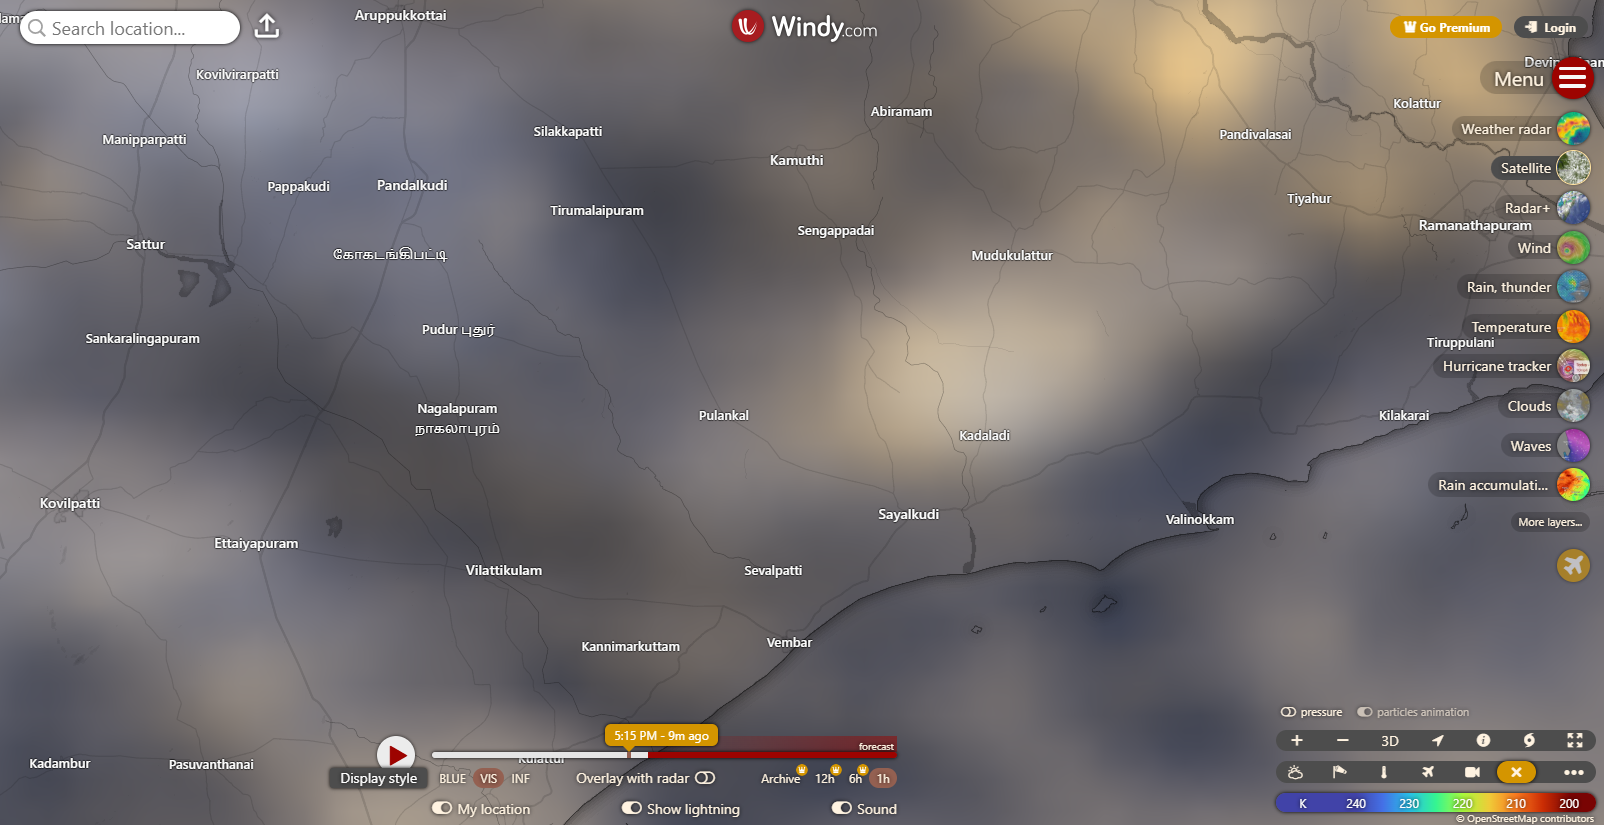 Aruppukkottai
Search location...
Windy.com
Go Premium
Login
Kovilvirarpatti
Menu
Kolattur
Abiramam
Weather radar
Silakkapatti
Pandivalasai
Manipparpatti
Kamuthi
Satellite
Pappakudi
Pandalkudi
Tiyahur
Radar+
Tirumalaipuram
Ramanathapuram
Sengappadai
Sattur
Wind
கோகடங்கிபட்டி
Mudukulattur
Rain, thunder
Temperature
Pudur புதுர்
Sankaralingapuram
Tiruppulani
Hurricane tracker
Clouds
Nagalapuram
நாகலாபுரம்
Pulankal
Kilakarai
Kadaladi
Waves
Rain accumulati...
Kovilpatti
Sayalkudi
Valinokkam
More layers...
Ettaiyapuram
Vilattikulam
Sevalpatti
Vembar
Kannimarkuttam
pressure
particles animation
5:15 PM - 9m ago
forecast
3D
Kadambur
Pasuvanthanai
Kulattur
Display style
BLUE
VIS
INF
Overlay with radar
Archive
12h
6h
1h
My location
Show lightning
Sound
K 240 230 220 210 200
© OpenStreetMap contributors